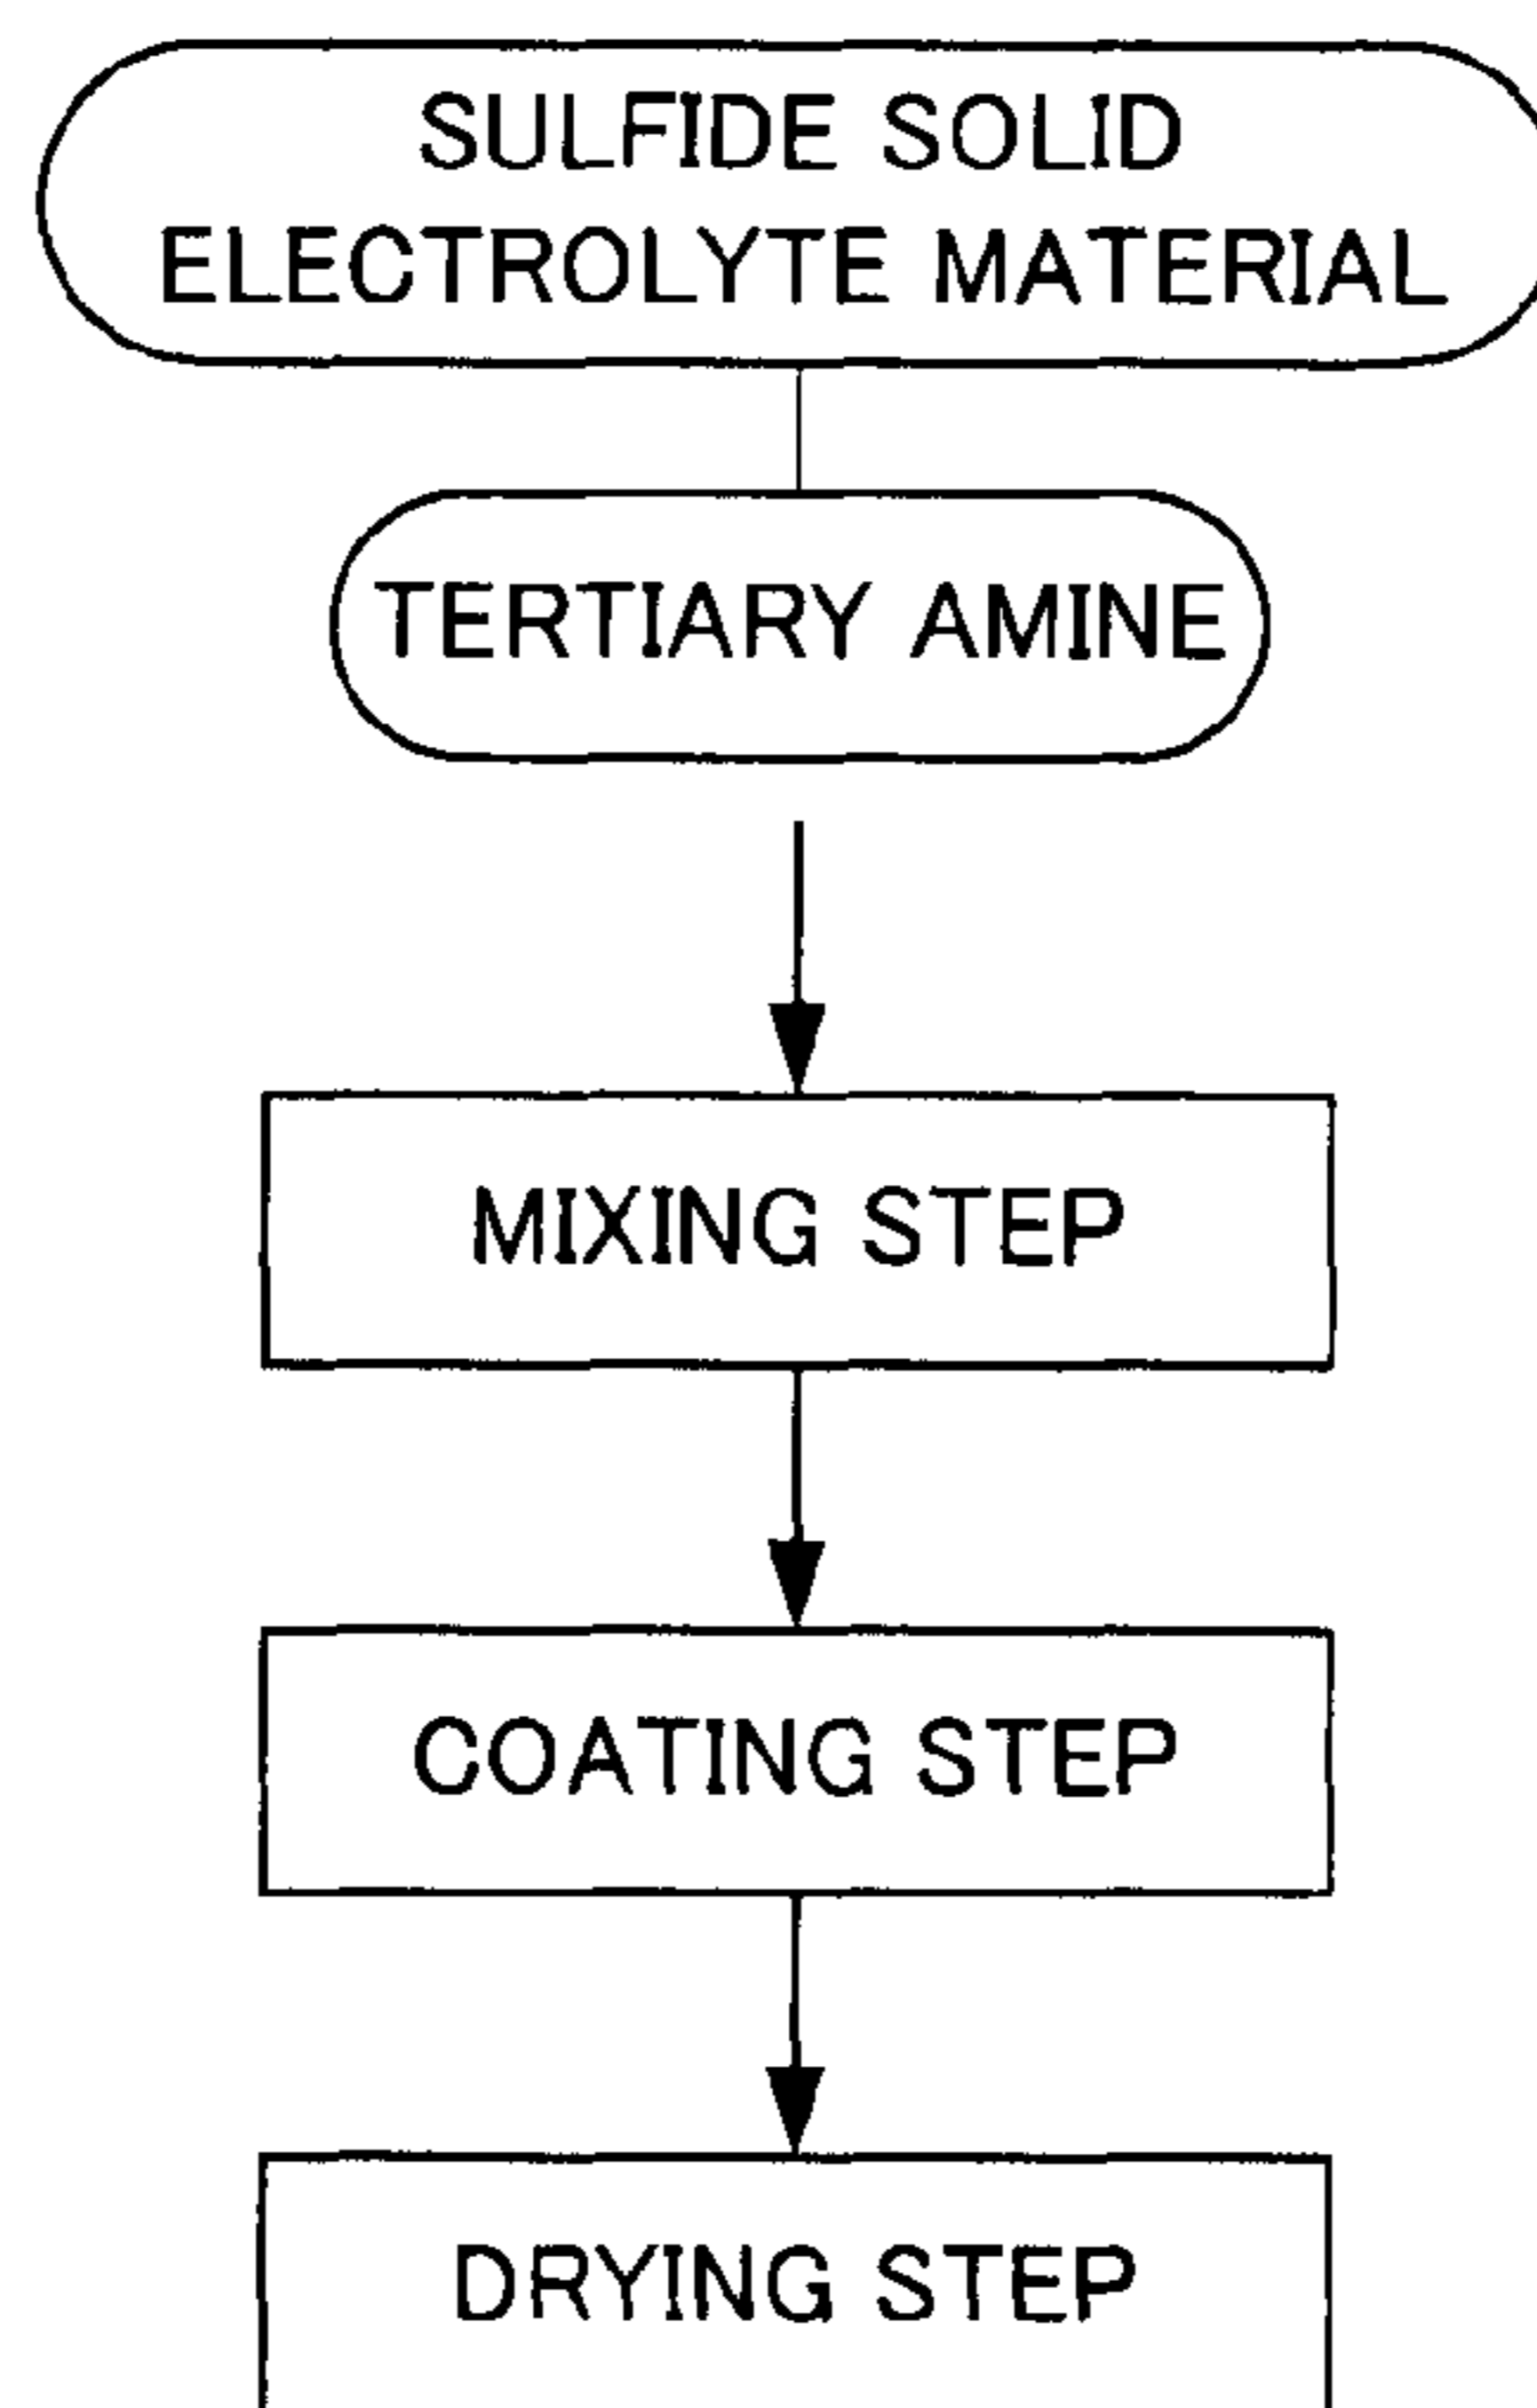 SULFIDE SOLID
ELECTROLYTE MATERIAL
TERTIARY AMINE
MIXING STEP
COATING STEP
DRYING STEP